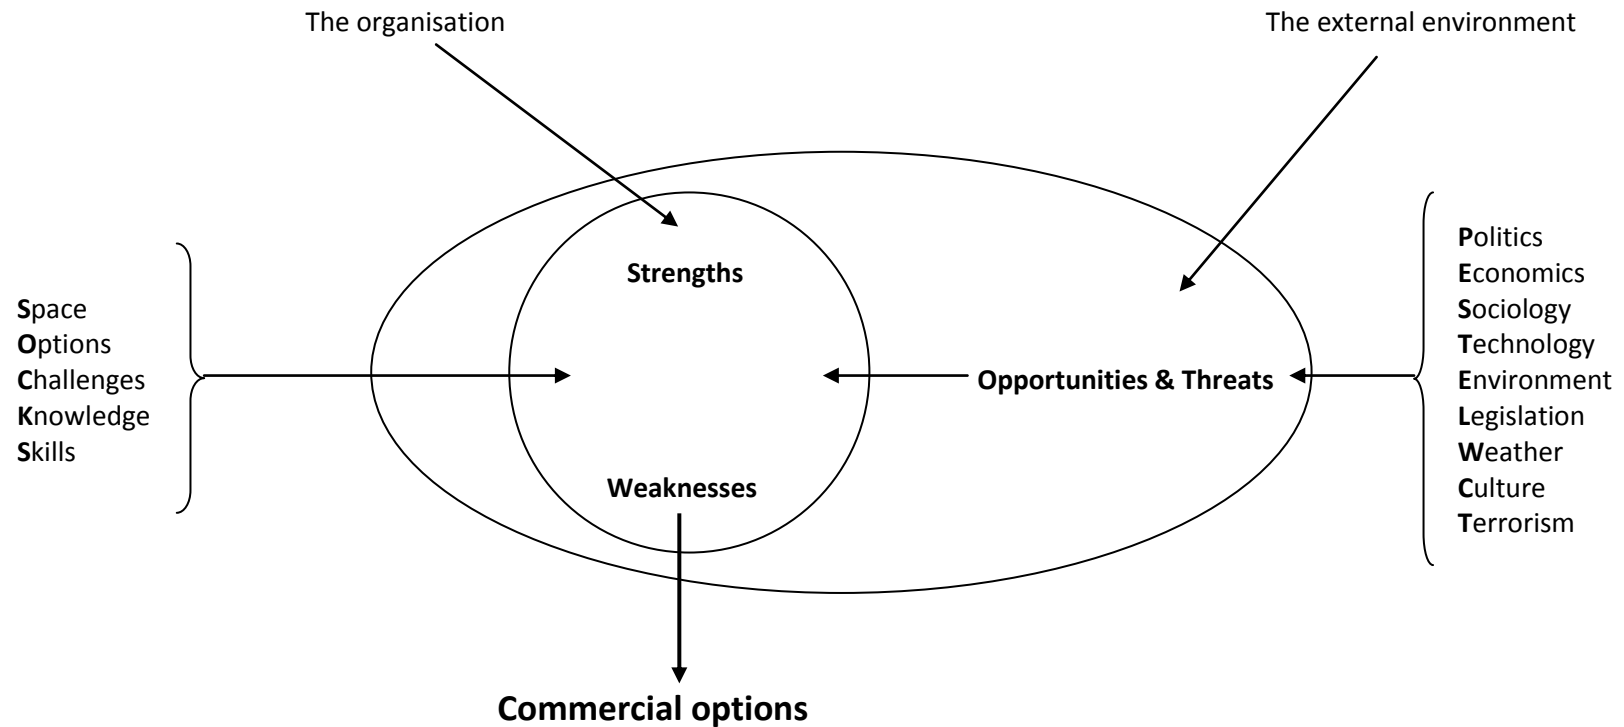 The organisation
The external environment
Strengths
Weaknesses
Space
Options
Challenges
Knowledge
Skills
Opportunities & Threats
Politics
Economics
Sociology
Technology
Environment
Legislation
Weather
Culture
Terrorism
Commercial options